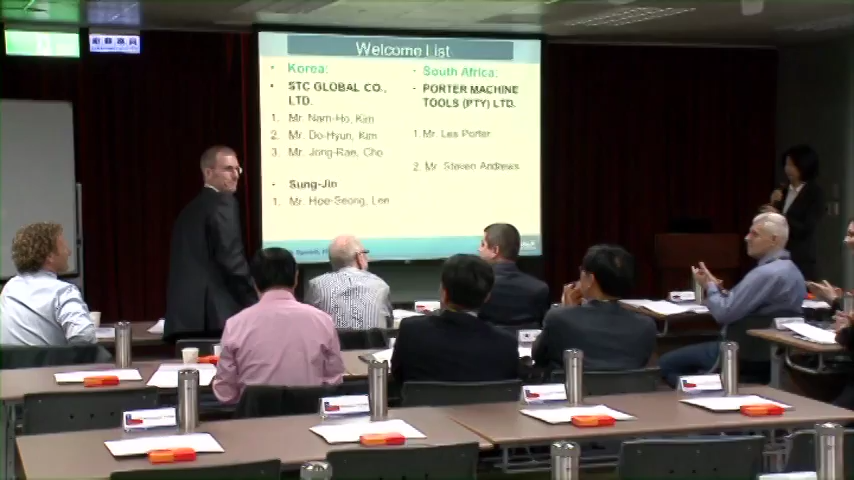 Welcome List
Korea:
STC GLOBAL CO., LTD.
1. Mr. Nam-Ho, Kim
2. Mr. Do-Hyun, Kim
3. Mr. Jong-Rae, Cho
Sung-Jin
1. Mr. Hee-Seong, Lee
South Africa:
PORTER MACHINE TOOLS (PTY) LTD.
1. Mr. Les Porter
2. Mr. Steven Andrews